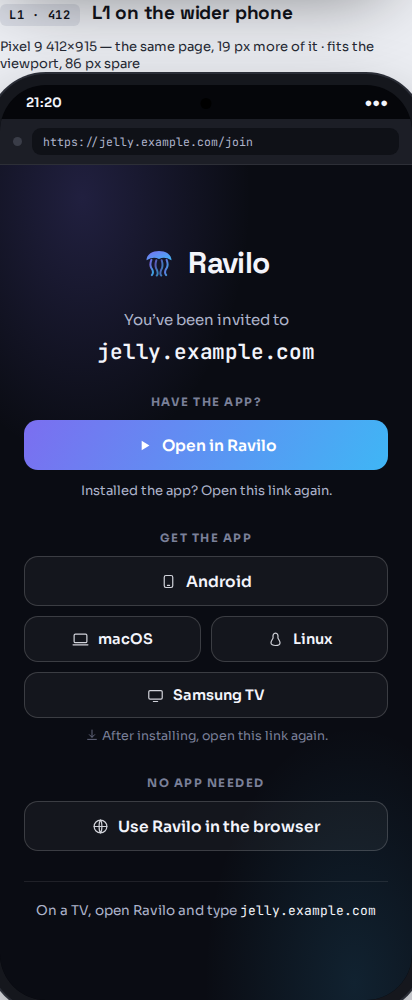 L1 · 412 L1 on the wider phone
Pixel 9 412×915 — the same page, 19 px more of it · fits the
viewport, 86 px spare
21:20
https://jelly.example.com/join
Ravilo
You’ve been invited to
jelly.example.com
HAVE THE APP?
Open in Ravilo
Installed the app? Open this link again.
GET THE APP
Android
macOS Linux
Samsung TV
After installing, open this link again.
NO APP NEEDED
Use Ravilo in the browser
On a TV, open Ravilo and type jelly.example.com